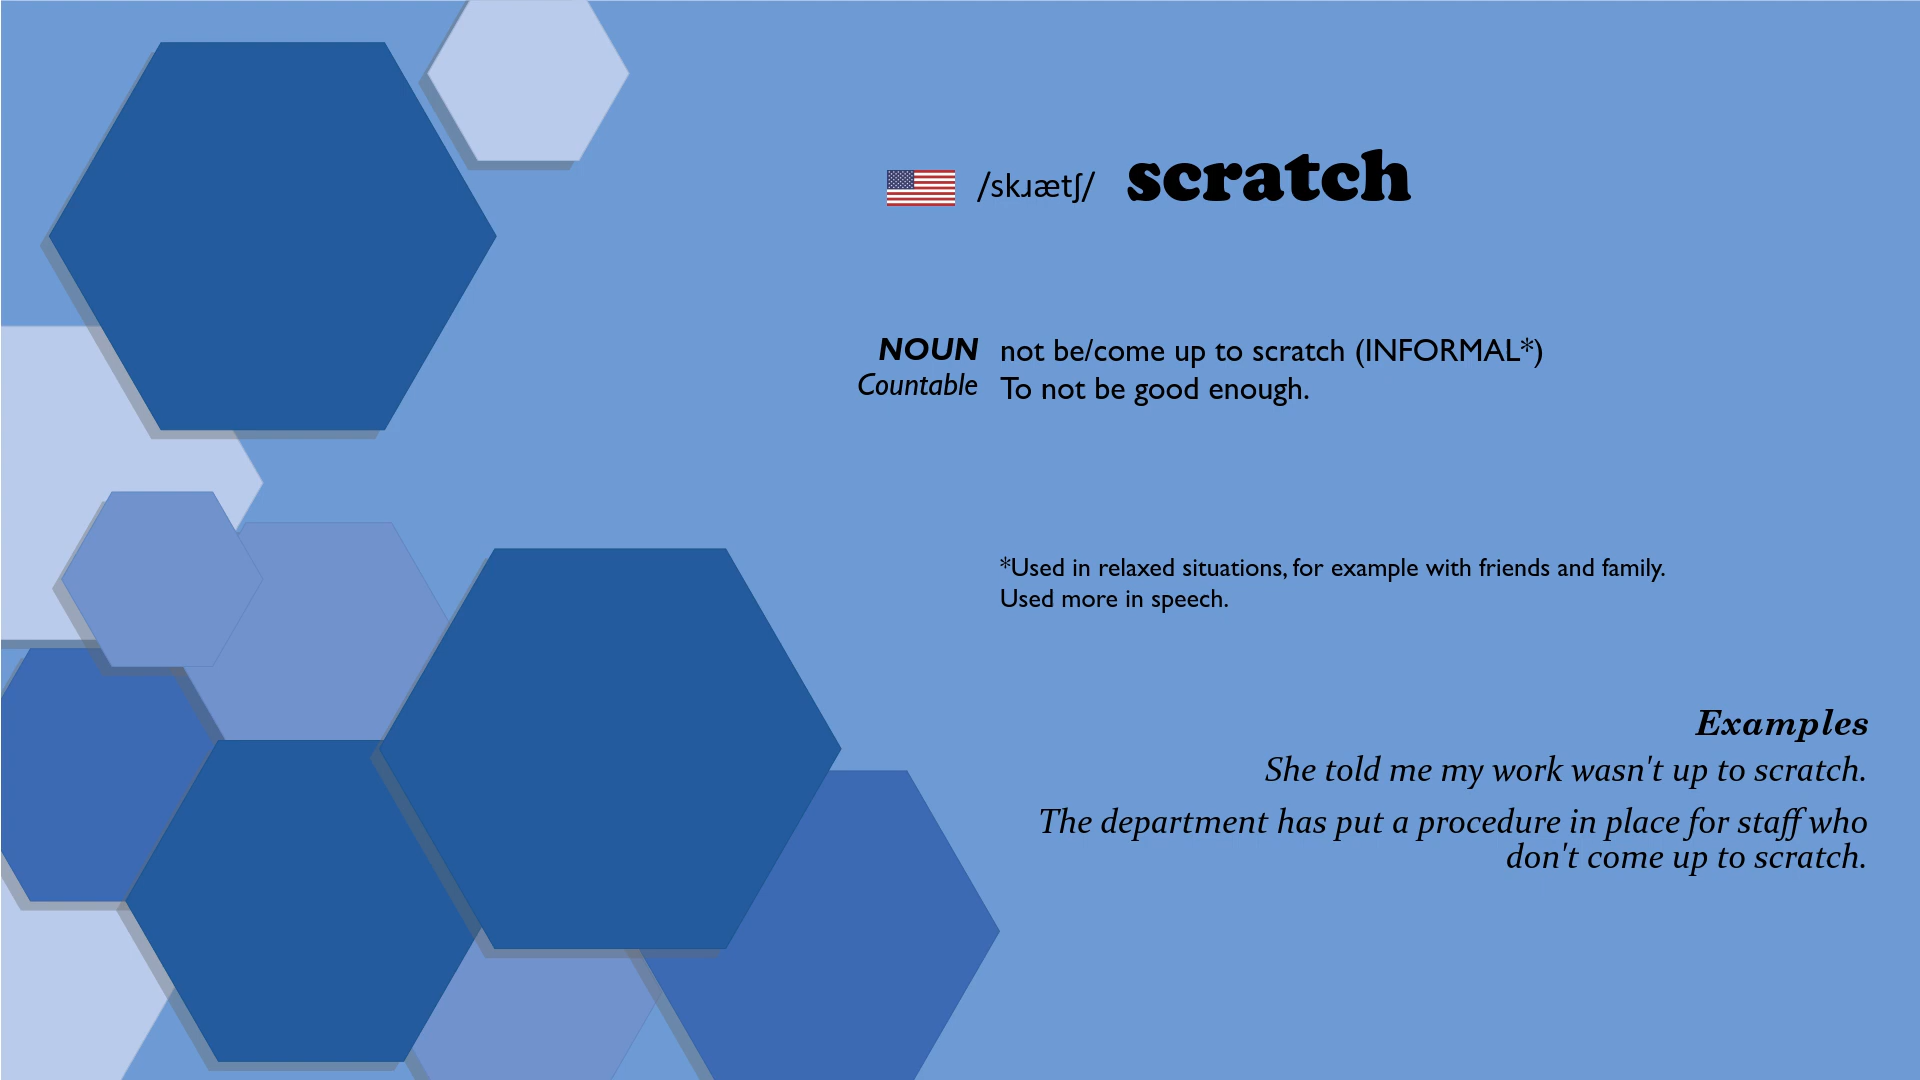 /skɹætʃ/ scratch
NOUN not be/come up to scratch (INFORMAL*)
Countable To not be good enough.
*Used in relaxed situations, for example with friends and family.
Used more in speech.
Examples
She told me my work wasn't up to scratch.
The department has put a procedure in place for staff who
don't come up to scratch.